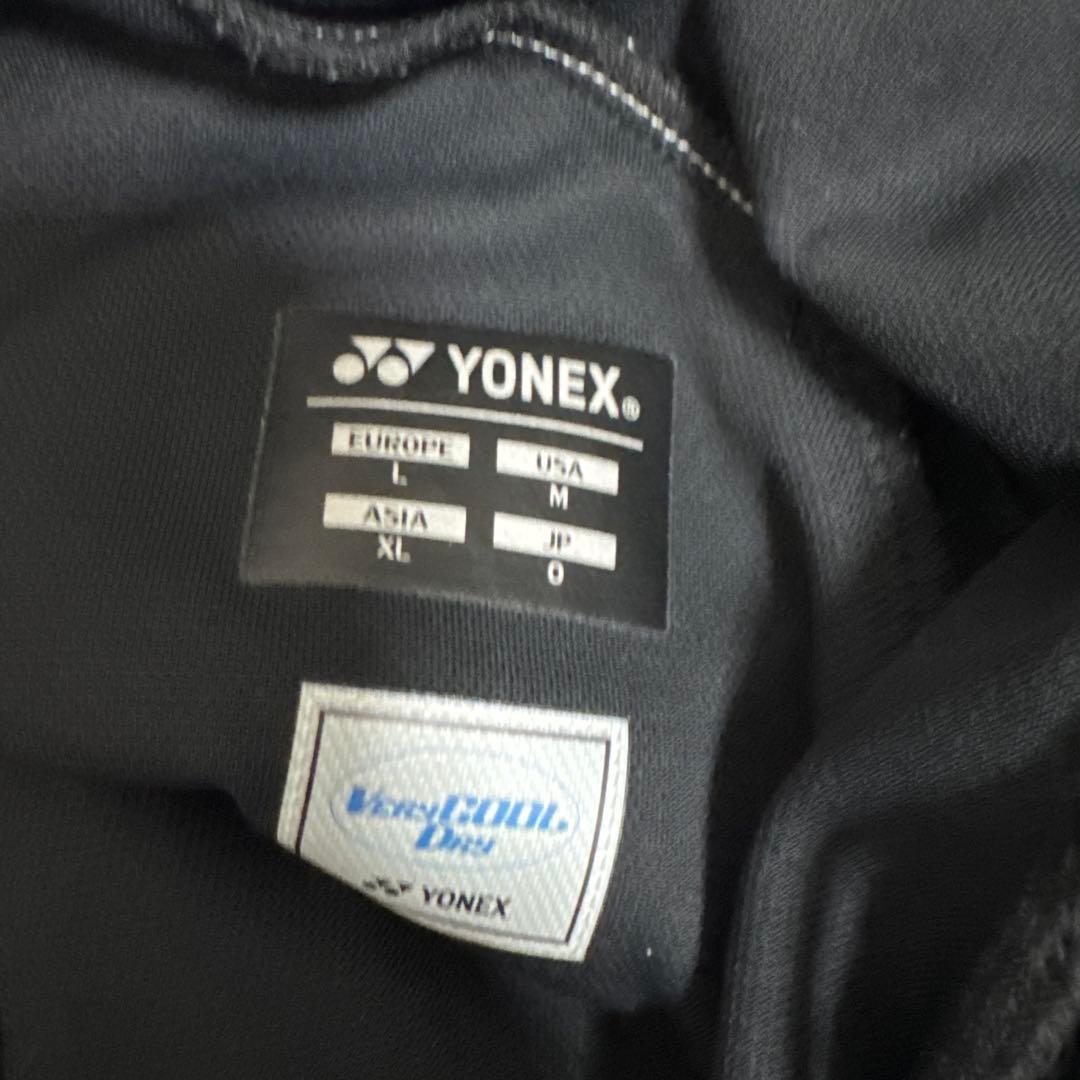 YONEX®
EUROPE USA
L M
ASIA JP
XL O
VERYCOOL
DRY
YONEX